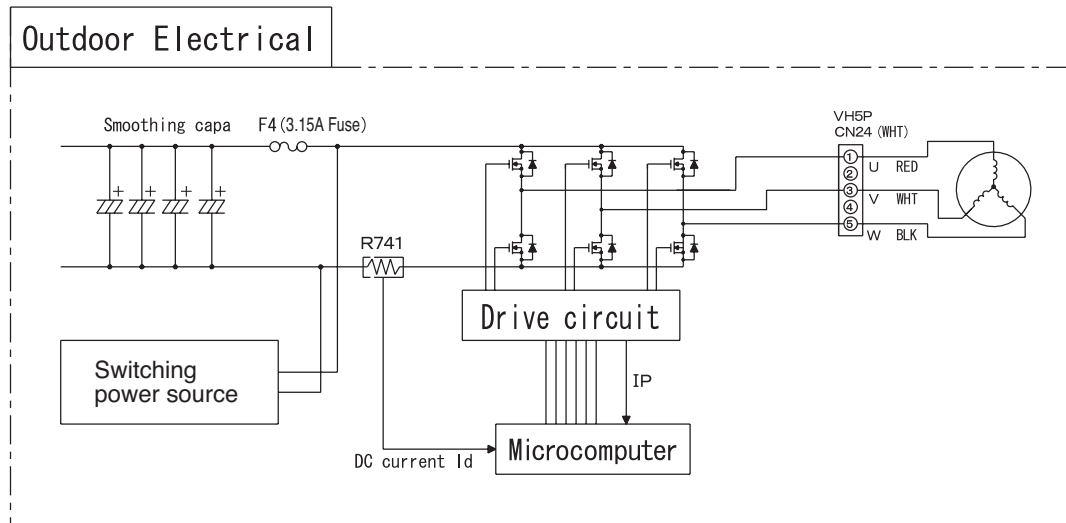 Outdoor Electrical
Smoothing capa
F4(3.15A Fuse)
VH5P
CN24 (WHT)
1
U
RED
2
3
V
WHT
4
5
W
BLK
+
+
+
+
R741
Drive circuit
Switching
power source
IP
Microcomputer
DC current Id